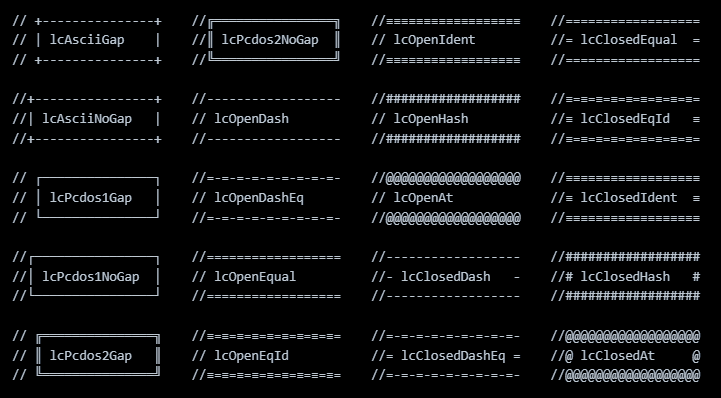 // +---------------+    //╔════════════════╗    //≡≡≡≡≡≡≡≡≡≡≡≡≡≡≡≡≡≡    //==================
// | lcAsciiGap    |    //║ lcPcdos2NoGap  ║    // lcOpenIdent           //= lcClosedEqual  =
// +---------------+    //╚════════════════╝    //≡≡≡≡≡≡≡≡≡≡≡≡≡≡≡≡≡≡    //==================
//+----------------+    //------------------    //##################    //≡=≡=≡=≡=≡=≡=≡=≡=≡=
//| lcAsciiNoGap   |    // lcOpenDash            // lcOpenHash            //≡ lcClosedEqId   ≡
//+----------------+    //------------------    //##################    //≡=≡=≡=≡=≡=≡=≡=≡=≡=
// ┌───────────────┐    //=-=-=-=-=-=-=-=-=-    //@@@@@@@@@@@@@@@@@@    //≡≡≡≡≡≡≡≡≡≡≡≡≡≡≡≡≡≡
// │ lcPcdos1Gap   │    // lcOpenDashEq          // lcOpenAt              //≡ lcClosedIdent  ≡
// └───────────────┘    //=-=-=-=-=-=-=-=-=-    //@@@@@@@@@@@@@@@@@@    //≡≡≡≡≡≡≡≡≡≡≡≡≡≡≡≡≡≡
//┌────────────────┐    //==================    //------------------    //##################
//│ lcPcdos1NoGap  │    // lcOpenEqual           //- lcClosedDash   -    //# lcClosedHash   #
//└────────────────┘    //==================    //------------------    //##################
// ╔═══════════════╗    //≡=≡=≡=≡=≡=≡=≡=≡=≡=    //=-=-=-=-=-=-=-=-=-    //@@@@@@@@@@@@@@@@@@
// ║ lcPcdos2Gap   ║    // lcOpenEqId            //= lcClosedDashEq =    //@ lcClosedAt     @
// ╚═══════════════╝    //≡=≡=≡=≡=≡=≡=≡=≡=≡=    //=-=-=-=-=-=-=-=-=-    //@@@@@@@@@@@@@@@@@@